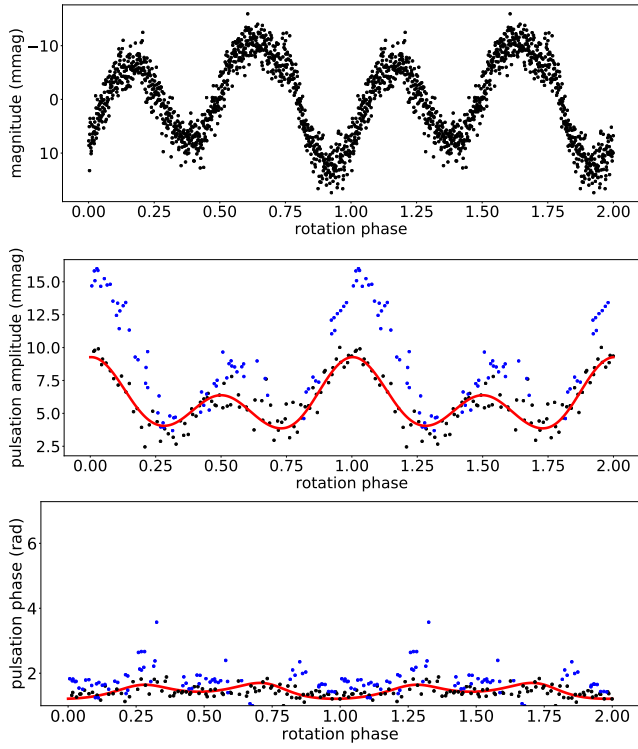 magnitude (mmag)
−10
0
10
0.00 0.25 0.50 0.75 1.00 1.25 1.50 1.75 2.00
rotation phase
pulsation amplitude (mmag)
15.0
12.5
10.0
7.5
5.0
2.5
0.00 0.25 0.50 0.75 1.00 1.25 1.50 1.75 2.00
rotation phase
pulsation phase (rad)
6
4
2
0.00 0.25 0.50 0.75 1.00 1.25 1.50 1.75 2.00
rotation phase